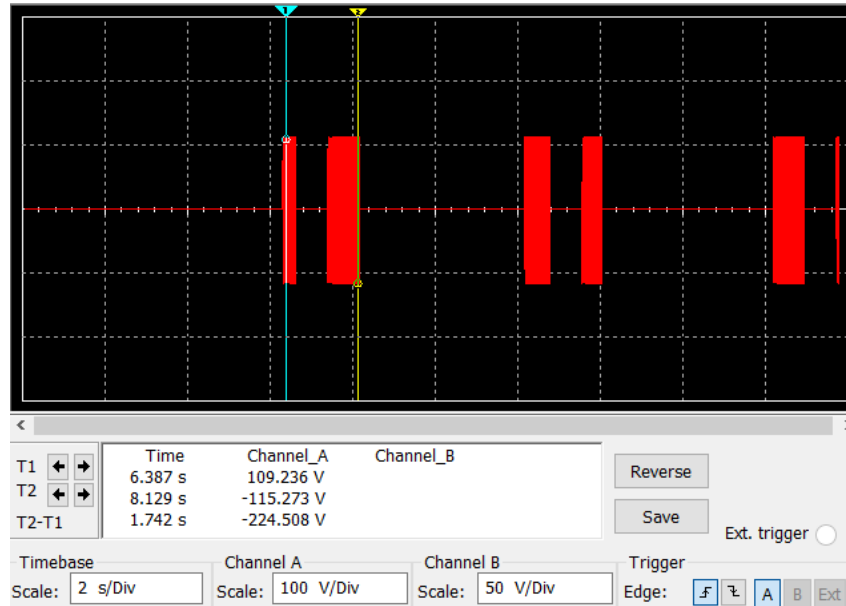 1 2
Time Channel_A Channel_B
T1 6.387 s 109.236 V
T2 8.129 s -115.273 V
T2-T1 1.742 s -224.508 V
Reverse
Save
Ext. trigger
Timebase Channel A Channel B Trigger
Scale: 2 s/Div Scale: 100 V/Div Scale: 50 V/Div Edge: A B Ext